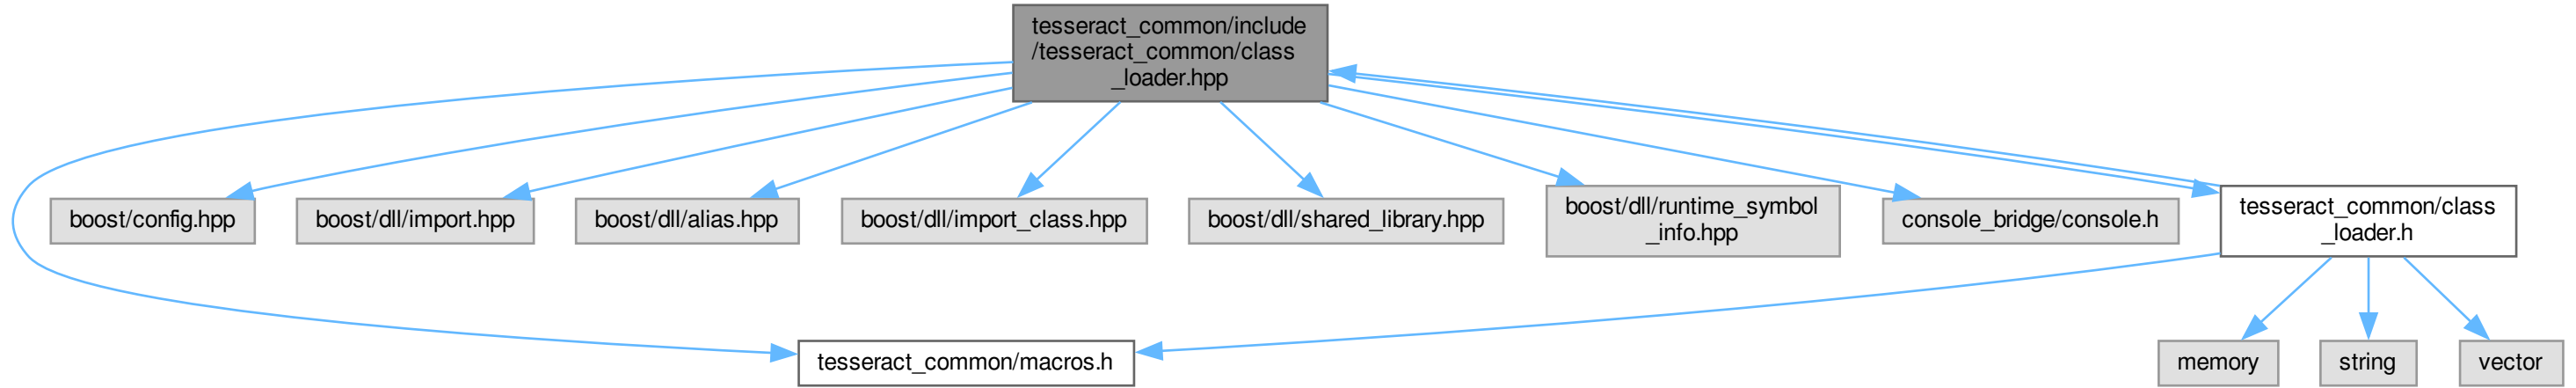 tesseract_common/include
/tesseract_common/class
_loader.hpp
boost/config.hpp
boost/dll/import.hpp
boost/dll/alias.hpp
boost/dll/import_class.hpp
boost/dll/shared_library.hpp
boost/dll/runtime_symbol
_info.hpp
console_bridge/console.h
tesseract_common/class
_loader.h
tesseract_common/macros.h
memory
string
vector